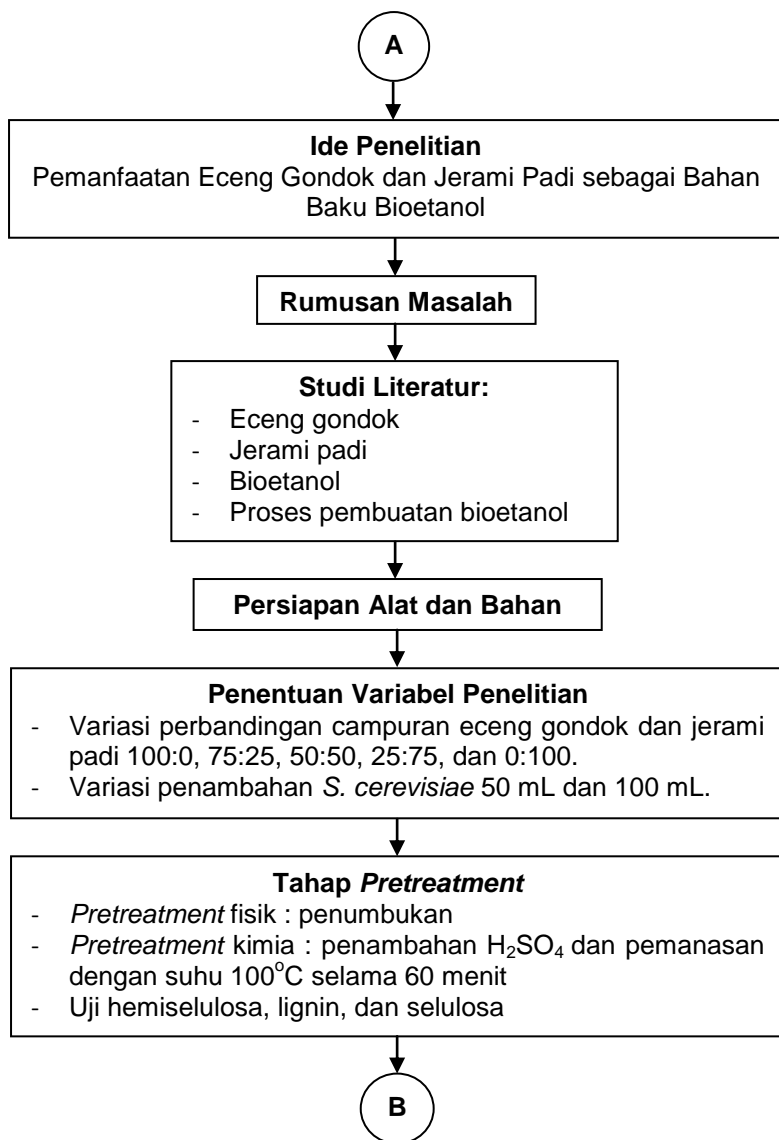 A
Ide Penelitian
Pemanfaatan Eceng Gondok dan Jerami Padi sebagai Bahan
Baku Bioetanol
Rumusan Masalah
Studi Literatur:
- Eceng gondok
- Jerami padi
- Bioetanol
- Proses pembuatan bioetanol
Persiapan Alat dan Bahan
Penentuan Variabel Penelitian
- Variasi perbandingan campuran eceng gondok dan jerami
padi 100:0, 75:25, 50:50, 25:75, dan 0:100.
- Variasi penambahan S. cerevisiae 50 mL dan 100 mL.
Tahap Pretreatment
- Pretreatment fisik : penumbukan
- Pretreatment kimia : penambahan H₂SO₄ dan pemanasan
dengan suhu 100°C selama 60 menit
- Uji hemiselulosa, lignin, dan selulosa
B